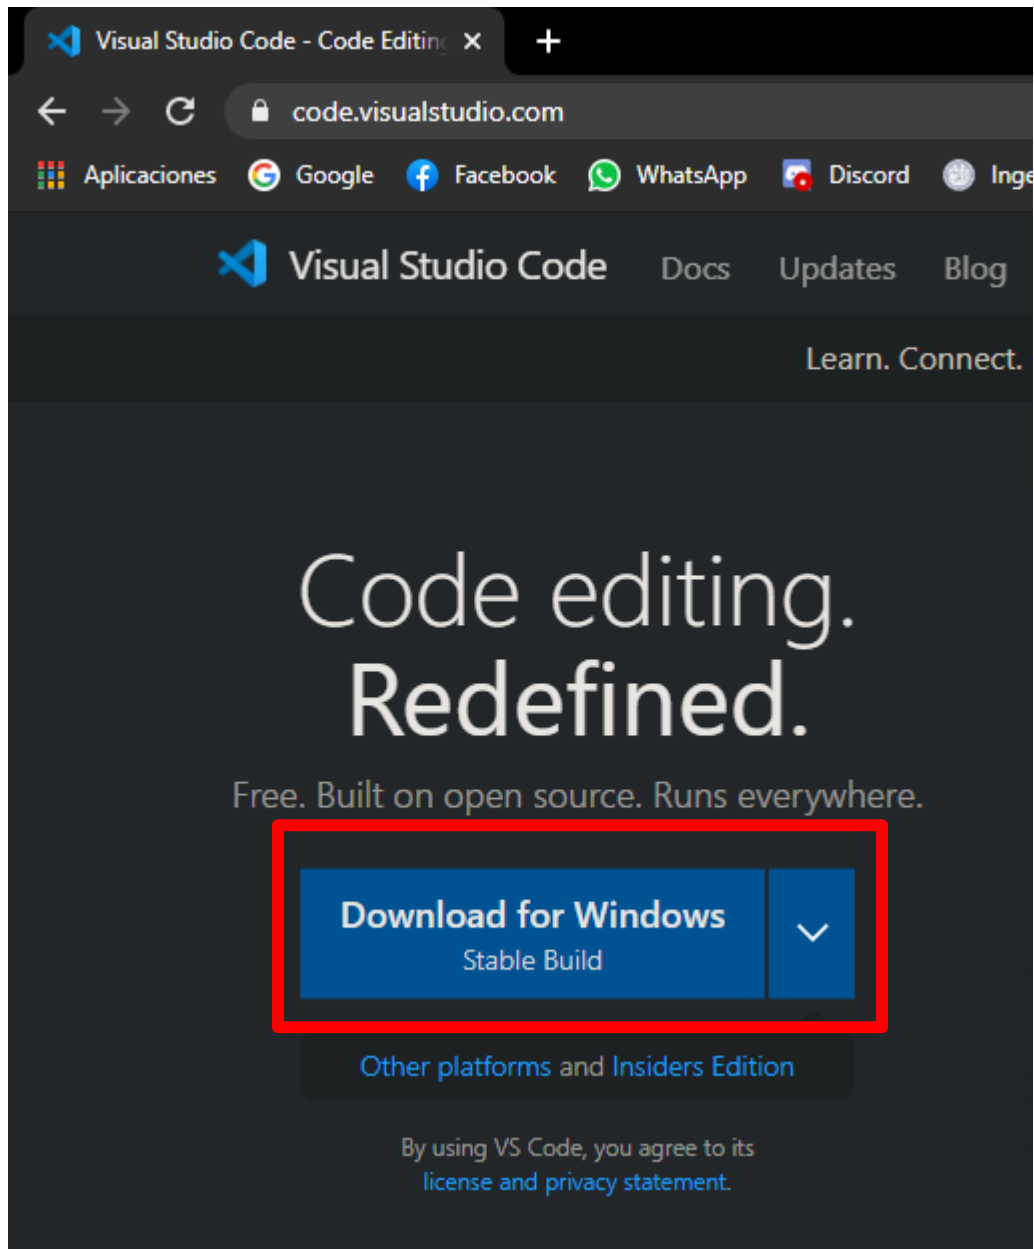 Visual Studio Code - Code Editing
code.visualstudio.com
Aplicaciones Google Facebook WhatsApp Discord Inge
Visual Studio Code Docs Updates Blog
Learn. Connect.
Code editing.
Redefined.
Free. Built on open source. Runs everywhere.
Download for Windows
Stable Build
Other platforms and Insiders Edition
By using VS Code, you agree to its
license and privacy statement.